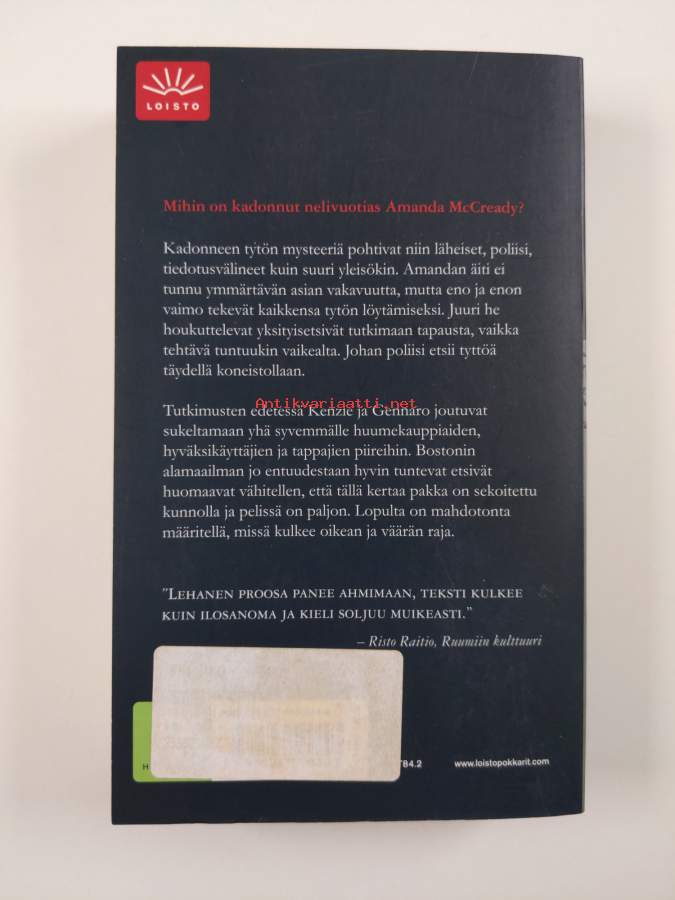 LOISTO
Mihin on kadonnut nelivuotias Amanda McCready?
Kadonneen tytön mysteeriä pohtivat niin läheiset, poliisi,
tiedotusvälineet kuin suuri yleisökin. Amandan äiti ei
tunnu ymmärtävän asian vakavuutta, mutta eno ja enon
vaimo tekevät kaikkensa tytön löytämiseksi. Juuri he
houkuttelevat yksityisetsivät tutkimaan tapausta, vaikka
tehtävä tuntuukin vaikealta. Johan poliisi etsii tyttöä
täydellä koneistollaan.
Antikvariaatti.net
Tutkimusten edetessä Kenzie ja Gennaro joutuvat
sukeltamaan yhä syvemmälle huumekauppiaiden,
hyväksikäyttäjien ja tappajien piireihin. Bostonin
alamaailman jo entuudestaan hyvin tuntevat etsivät
huomaavat vähitellen, että tällä kertaa pakka on sekoitettu
kunnolla ja pelissä on paljon. Lopulta on mahdotonta
määritellä, missä kulkee oikean ja väärän raja.
"LEHANEN PROOSA PANEE AHMIMAAN, TEKSTI KULKEE
KUIN ILOSANOMA JA KIELI SOLJUU MUIKEASTI."
– Risto Raitio, Ruumiin kulttuuri
H
84.2 www.loistopokkarit.com